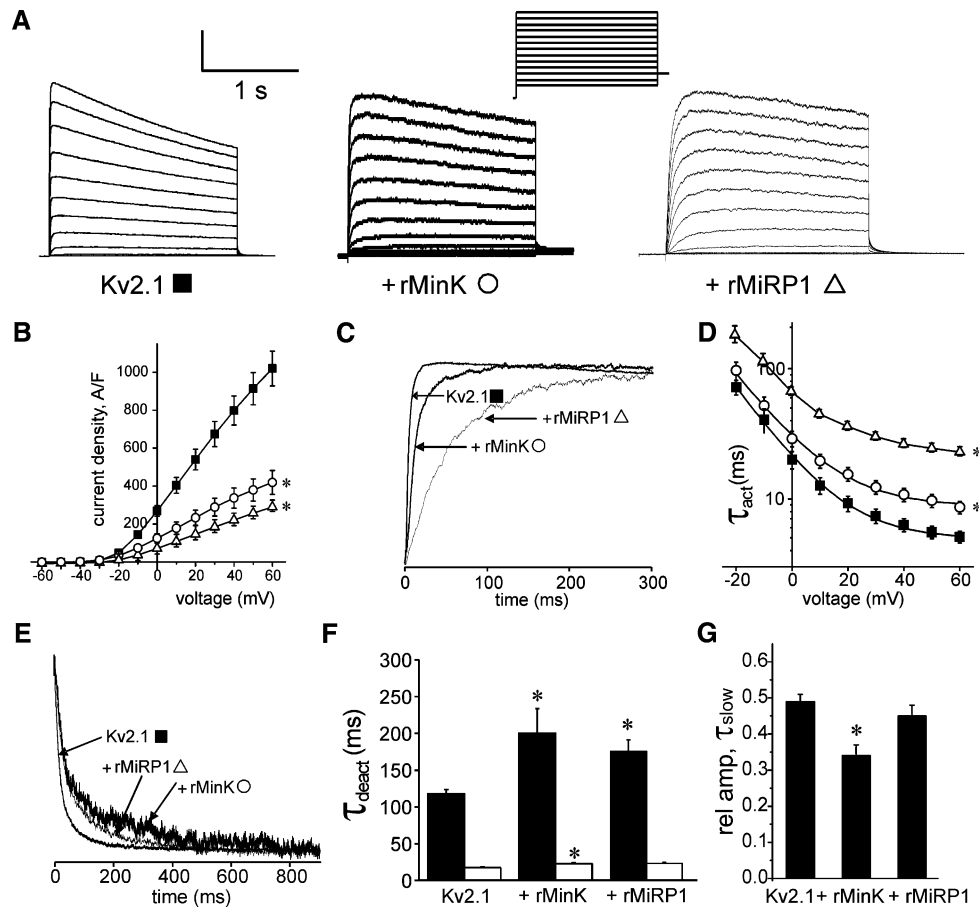 A
1 s
Kv2.1 ■
+ rMinK ○
+ rMiRP1 △
B
current density, A/F
1000
800
600
400
200
*
*
-60 -40 -20 0 20 40 60
voltage (mV)
C
Kv2.1 ■
+ rMiRP1 △
+ rMinK ○
0 100 200 300
time (ms)
D
τact (ms)
100
10
*
*
-20 0 20 40 60
voltage (mV)
E
Kv2.1 ■
+ rMiRP1 △
+ rMinK ○
0 200 400 600 800
time (ms)
F
τdeact (ms)
300
250
200
150
100
50
0
*
*
*
Kv2.1 + rMinK + rMiRP1
G
rel amp, τslow
0.6
0.5
0.4
0.3
0.2
0.1
0.0
*
Kv2.1 + rMinK + rMiRP1